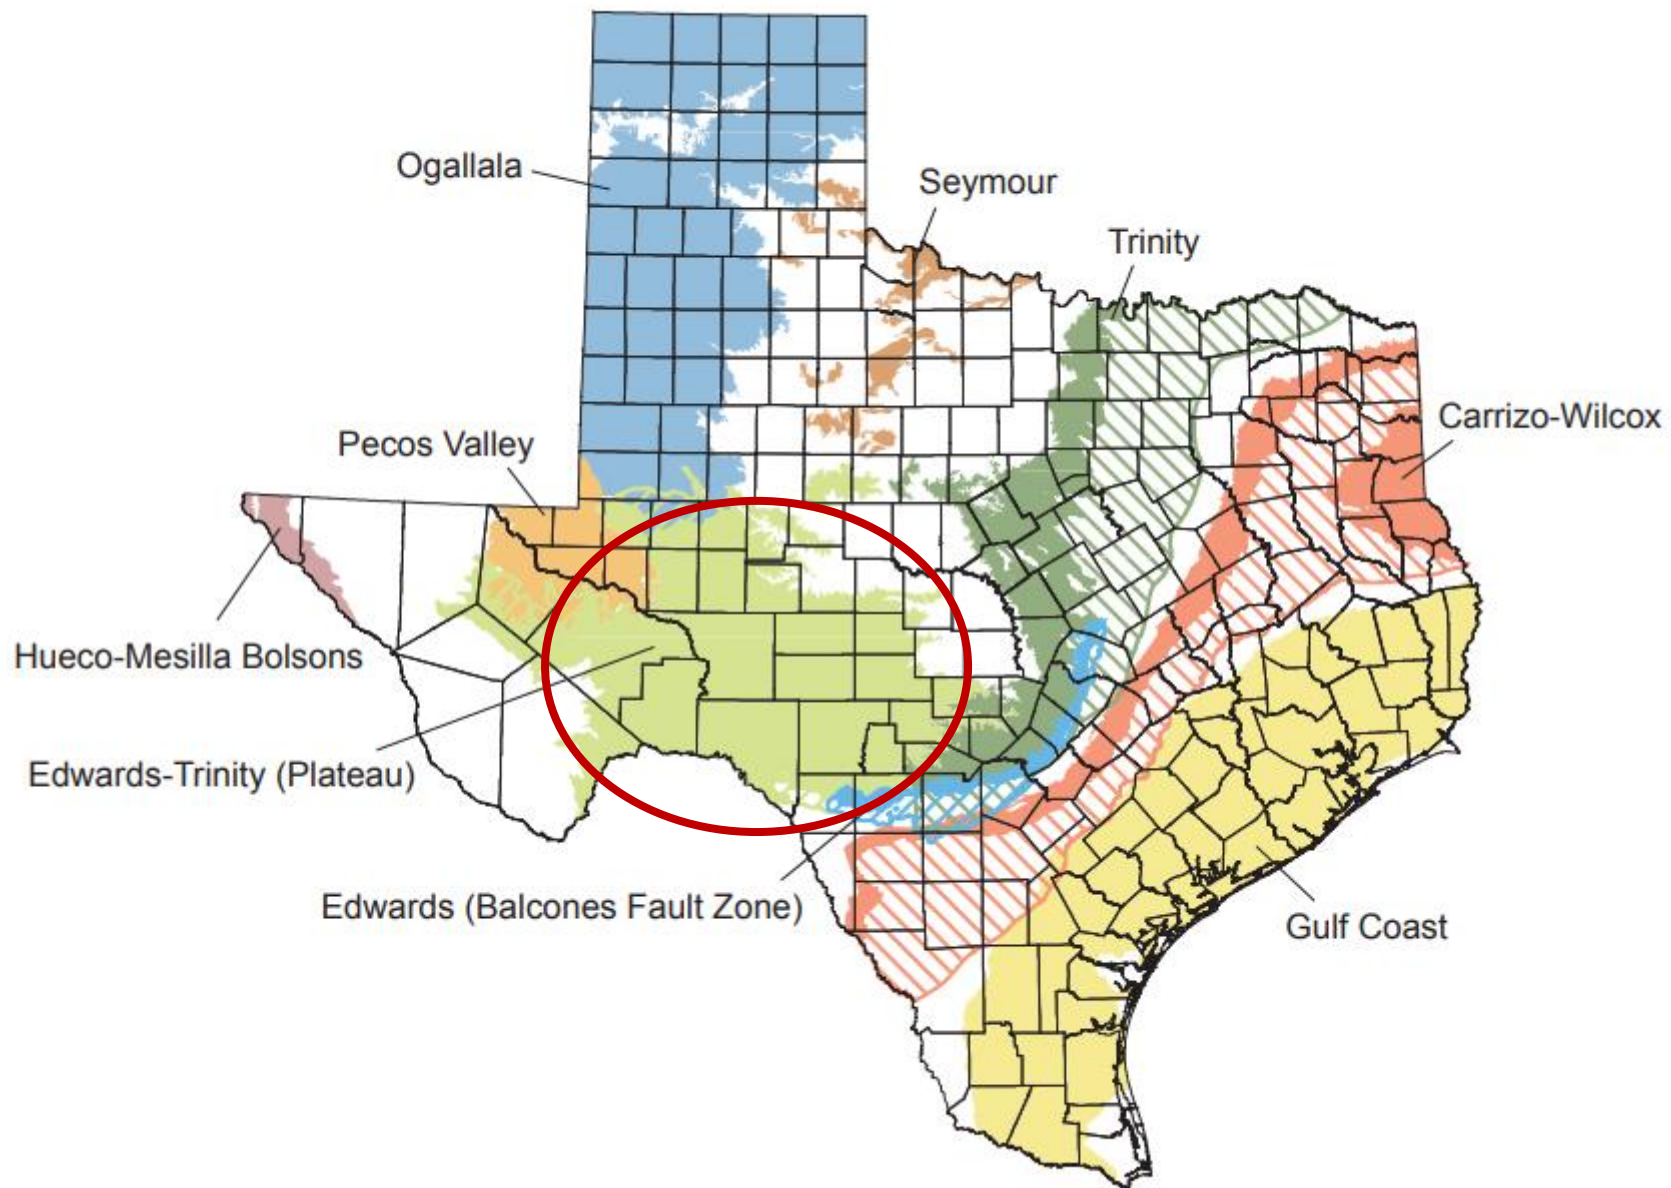 Ogallala
Seymour
Trinity
Carrizo-Wilcox
Pecos Valley
Hueco-Mesilla Bolsons
Edwards-Trinity (Plateau)
Edwards (Balcones Fault Zone)
Gulf Coast